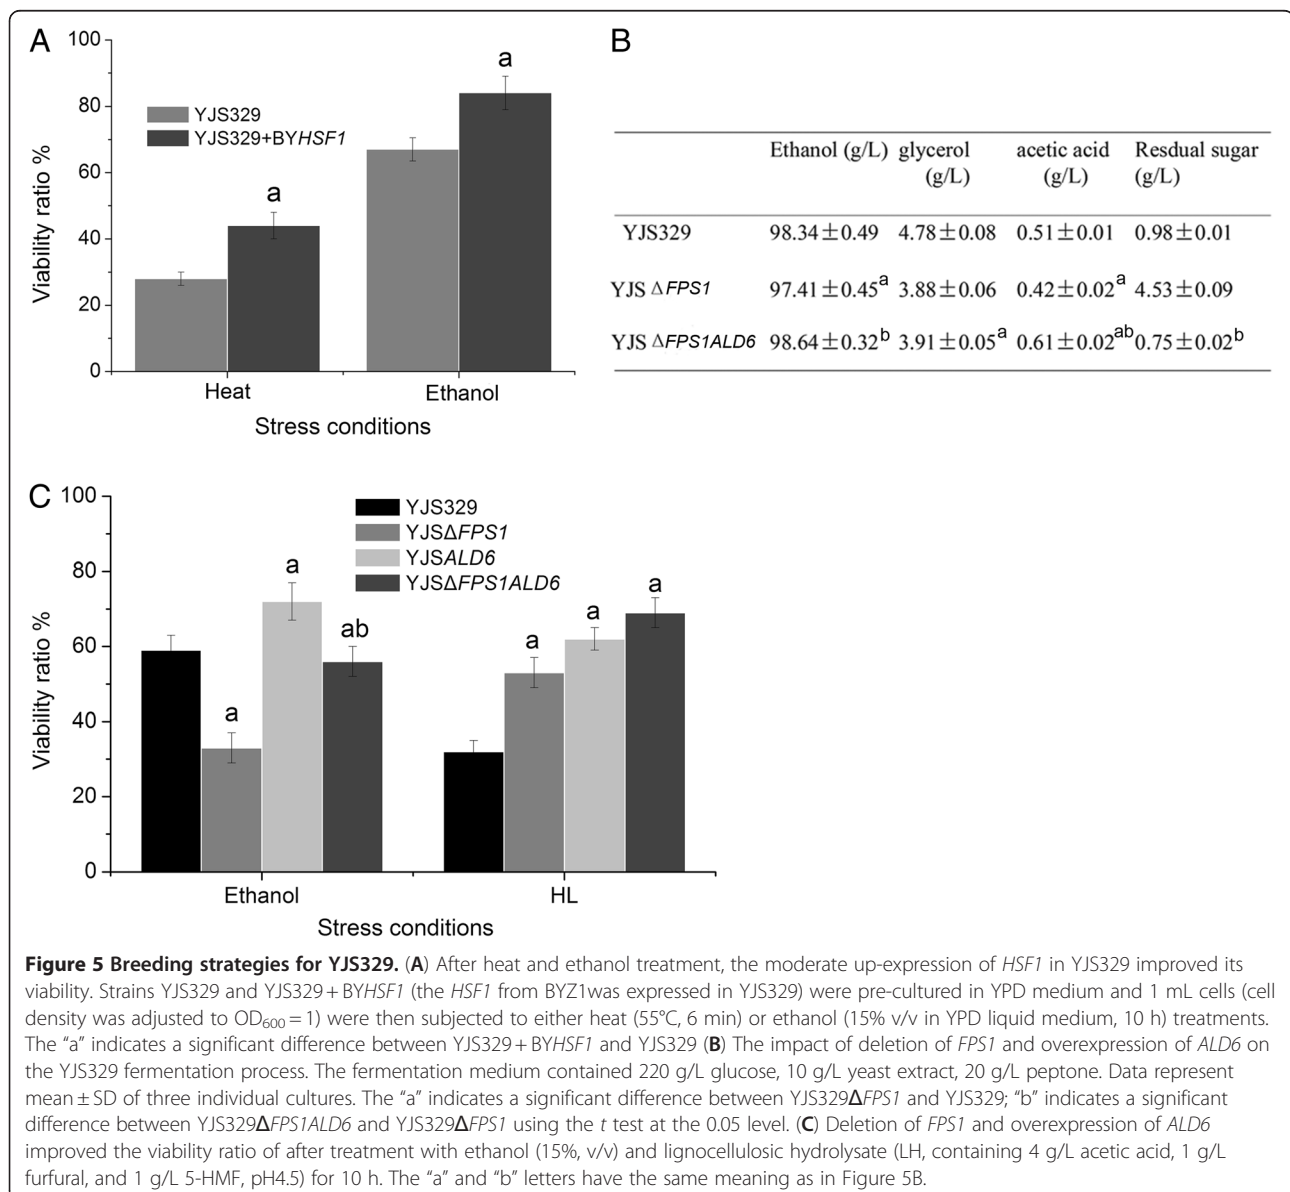 A
100
80
60
40
20
0
Viability ratio %
YJS329
YJS329+BYHSF1
a
a
Heat
Ethanol
Stress conditions
B
Ethanol (g/L) glycerol (g/L) acetic acid (g/L) Resdual sugar (g/L)
YJS329 98.34±0.49 4.78±0.08 0.51±0.01 0.98±0.01
YJS Δ FPS1 97.41±0.45a 3.88±0.06 0.42±0.02a 4.53±0.09
YJS Δ FPS1ALD6 98.64±0.32b 3.91±0.05a 0.61±0.02ab 0.75±0.02b
C
100
80
60
40
20
0
Viability ratio %
YJS329
YJSΔFPS1
YJSALD6
YJSΔFPS1ALD6
a
a
ab
a
a
a
Ethanol
HL
Stress conditions
Figure 5 Breeding strategies for YJS329. (A) After heat and ethanol treatment, the moderate up-expression of HSF1 in YJS329 improved its
viability. Strains YJS329 and YJS329 + BYHSF1 (the HSF1 from BYZ1was expressed in YJS329) were pre-cultured in YPD medium and 1 mL cells (cell
density was adjusted to OD600 = 1) were then subjected to either heat (55°C, 6 min) or ethanol (15% v/v in YPD liquid medium, 10 h) treatments.
The “a” indicates a significant difference between YJS329 + BYHSF1 and YJS329 (B) The impact of deletion of FPS1 and overexpression of ALD6 on
the YJS329 fermentation process. The fermentation medium contained 220 g/L glucose, 10 g/L yeast extract, 20 g/L peptone. Data represent
mean ± SD of three individual cultures. The “a” indicates a significant difference between YJS329ΔFPS1 and YJS329; “b” indicates a significant
difference between YJS329ΔFPS1ALD6 and YJS329ΔFPS1 using the t test at the 0.05 level. (C) Deletion of FPS1 and overexpression of ALD6
improved the viability ratio of after treatment with ethanol (15%, v/v) and lignocellulosic hydrolysate (LH, containing 4 g/L acetic acid, 1 g/L
furfural, and 1 g/L 5-HMF, pH4.5) for 10 h. The “a” and “b” letters have the same meaning as in Figure 5B.